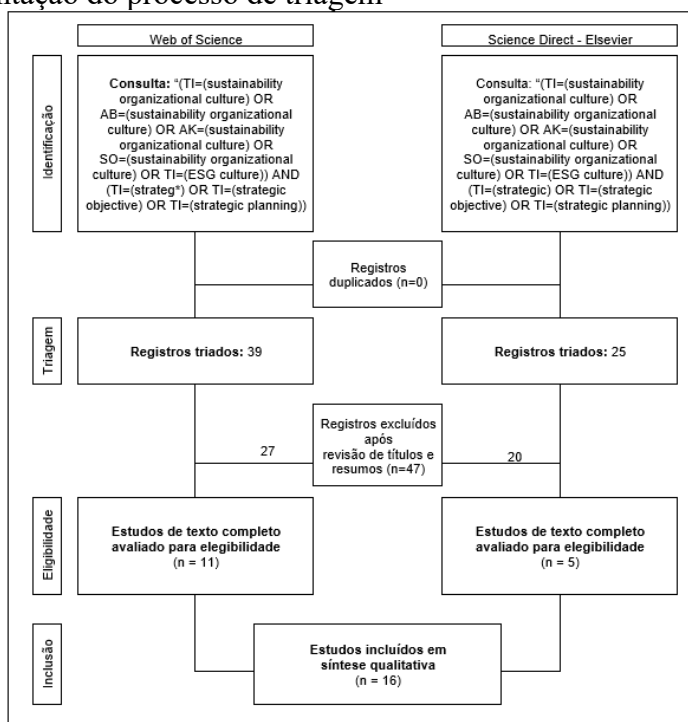 ntação do processo de triagem
Web of Science
Science Direct - Elsevier
Identificação
Consulta: “(TI=(sustainability
organizational culture) OR
AB=(sustainability organizational
culture) OR AK=(sustainability
organizational culture) OR
SO=(sustainability organizational
culture) OR TI=(ESG culture)) AND
(TI=(strateg*) OR TI=(strategic
objective) OR TI=(strategic planning))
Consulta: “(TI=(sustainability
organizational culture) OR
AB=(sustainability organizational
culture) OR AK=(sustainability
organizational culture) OR
SO=(sustainability organizational
culture) OR TI=(ESG culture)) AND
(TI=(strategic) OR TI=(strategic
objective) OR TI=(strategic planning))
Registros
duplicados (n=0)
Triagem
Registros triados: 39
Registros triados: 25
27
Registros excluídos
após
revisão de títulos e
resumos (n=47)
20
Eligibilidade
Estudos de texto completo
avaliado para elegibilidade
(n = 11)
Estudos de texto completo
avaliado para elegibilidade
(n = 5)
Inclusão
Estudos incluídos em
síntese qualitativa
(n = 16)